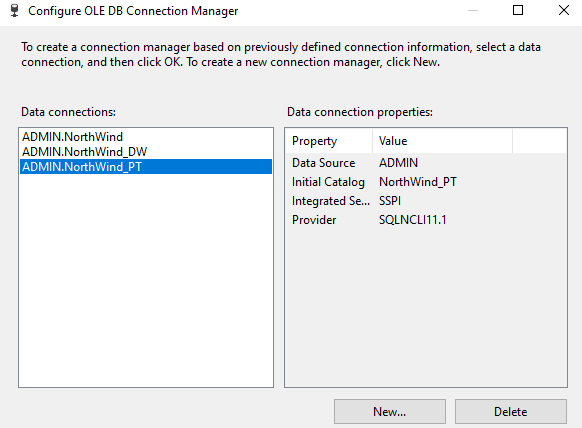 Configure OLE DB Connection Manager
To create a connection manager based on previously defined connection information, select a data
connection, and then click OK. To create a new connection manager, click New.
Data connections:
ADMIN.NorthWind
ADMIN.NorthWind_DW
ADMIN.NorthWind_PT
Data connection properties:
Property Value
Data Source ADMIN
Initial Catalog NorthWind_PT
Integrated Se... SSPI
Provider SQLNCLI11.1
New... Delete